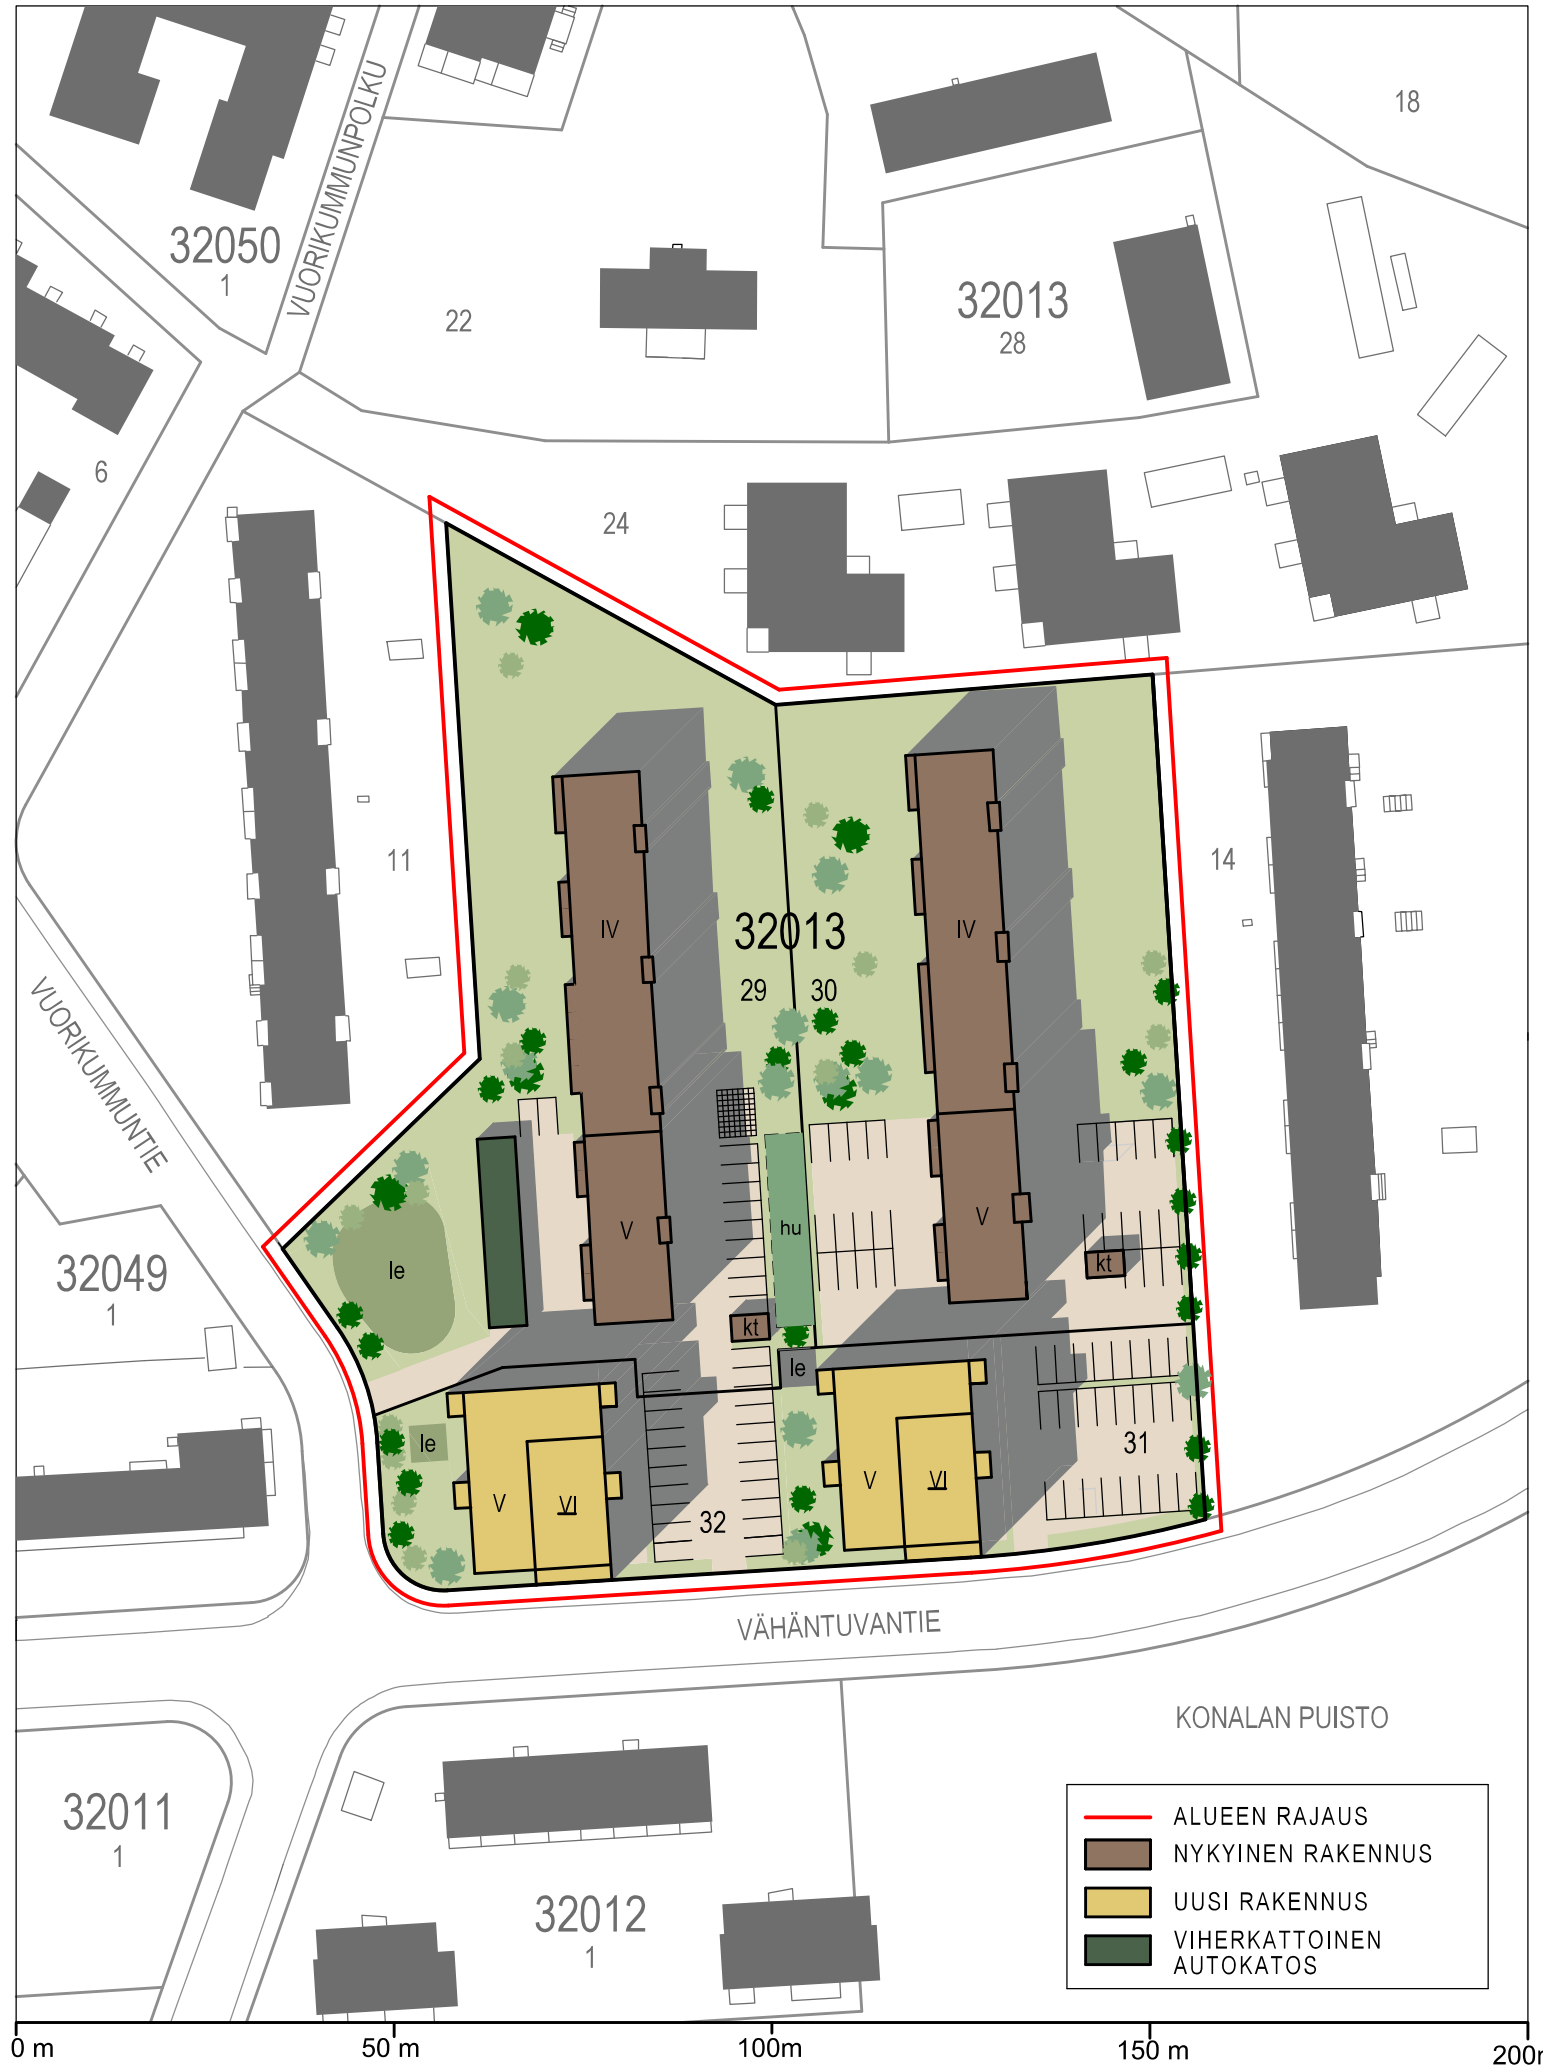 VUORIKUMMUNPOLKU
18
32050
1
22
32013
28
6
24
11
14
IV
IV
32013
29
30
VUORIKUMMUNTIE
V
V
hu
le
kt
kt
32049
1
le
le
31
V
VI
V
VI
32
VÄHÄNTUVANTIE
KONALAN PUISTO
32011
1
32012
1
ALUEEN RAJAUS
NYKYINEN RAKENNUS
UUSI RAKENNUS
VIHERKATTOINEN
AUTOKATOS
0 m
50 m
100m
150 m
200m